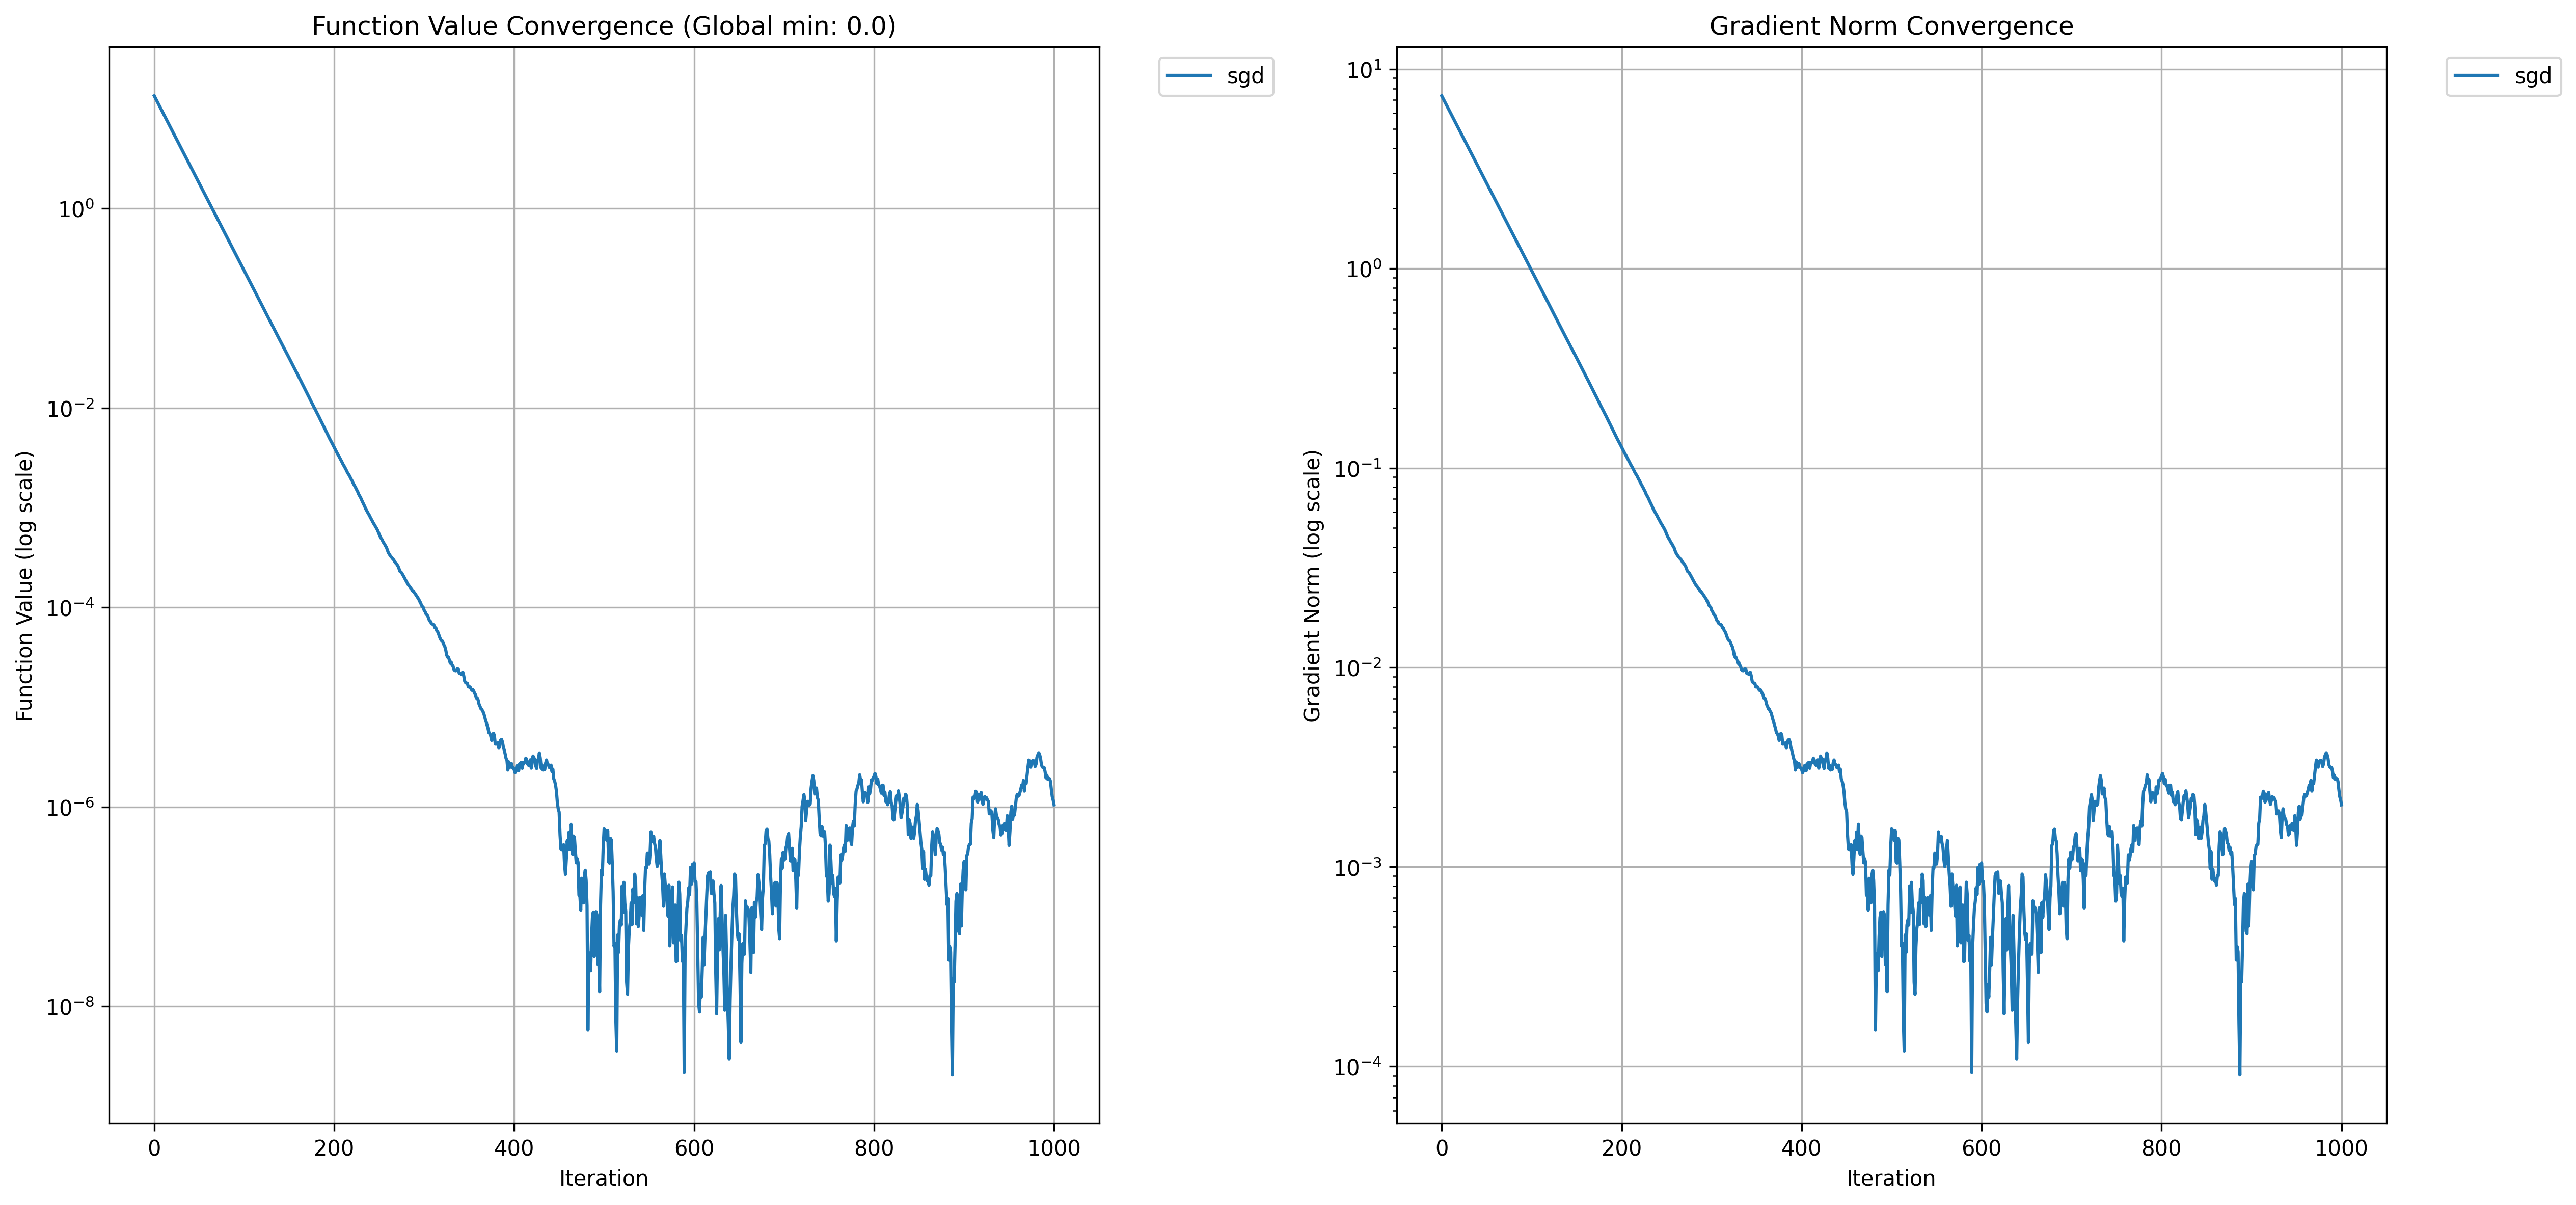 Function Value Convergence (Global min: 0.0)
sgd
Function Value (log scale)
10⁰
10⁻²
10⁻⁴
10⁻⁶
10⁻⁸
0 200 400 600 800 1000
Iteration
Gradient Norm Convergence
sgd
Gradient Norm (log scale)
10¹
10⁰
10⁻¹
10⁻²
10⁻³
10⁻⁴
0 200 400 600 800 1000
Iteration